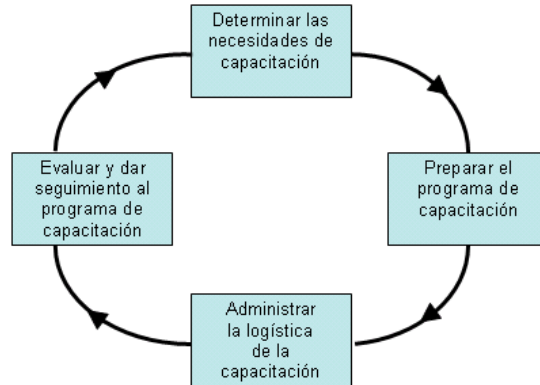 Determinar las
necesidades de
capacitación
Preparar el
programa de
capacitación
Administrar
la logística
de la
capacitación
Evaluar y dar
seguimiento al
programa de
capacitación